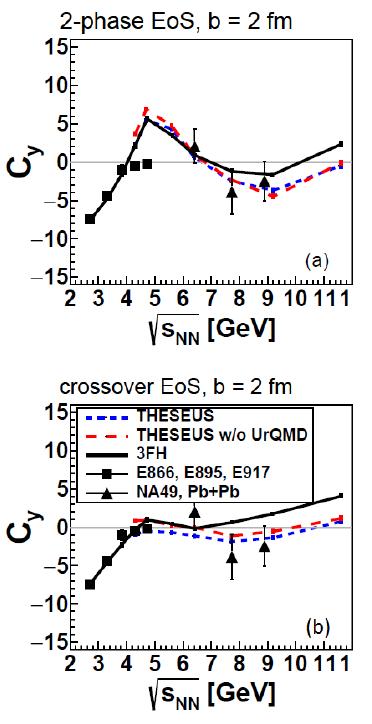 2-phase EoS, b = 2 fm
15
10
5
0
−5
−10
−15
C_y
(a)
2 3 4 5 6 7 8 9 10 11 12
√s_NN [GeV]
crossover EoS, b = 2 fm
15
10
5
0
−5
−10
−15
C_y
THESEUS
THESEUS w/o UrQMD
3FH
E866, E895, E917
NA49, Pb+Pb
(b)
2 3 4 5 6 7 8 9 10 11 12
√s_NN [GeV]